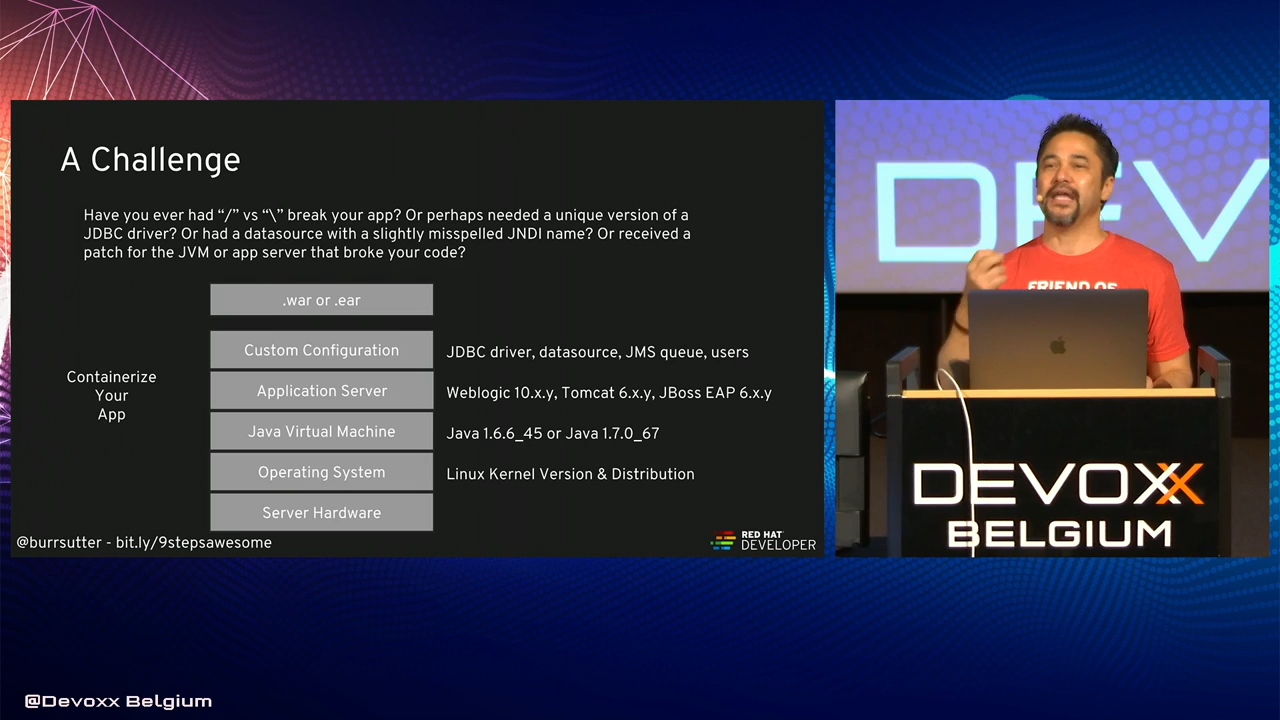 A Challenge
Have you ever had “/” vs “\” break your app? Or perhaps needed a unique version of a
JDBC driver? Or had a datasource with a slightly misspelled JNDI name? Or received a
patch for the JVM or app server that broke your code?
.war or .ear
Custom Configuration
JDBC driver, datasource, JMS queue, users
Application Server
Weblogic 10.x.y, Tomcat 6.x.y, JBoss EAP 6.x.y
Java Virtual Machine
Java 1.6.6_45 or Java 1.7.0_67
Operating System
Linux Kernel Version & Distribution
Server Hardware
Containerize
Your
App
@burrsutter - bit.ly/9stepsawesome
RED HAT
DEVELOPER
DEV
FRIEND OF
DEVOXX
BELGIUM
@Devoxx Belgium